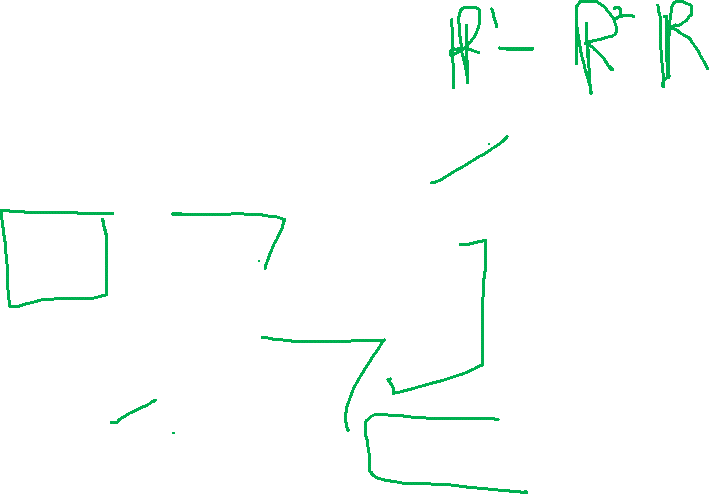 ℝ¹ – ℝ² ℝ